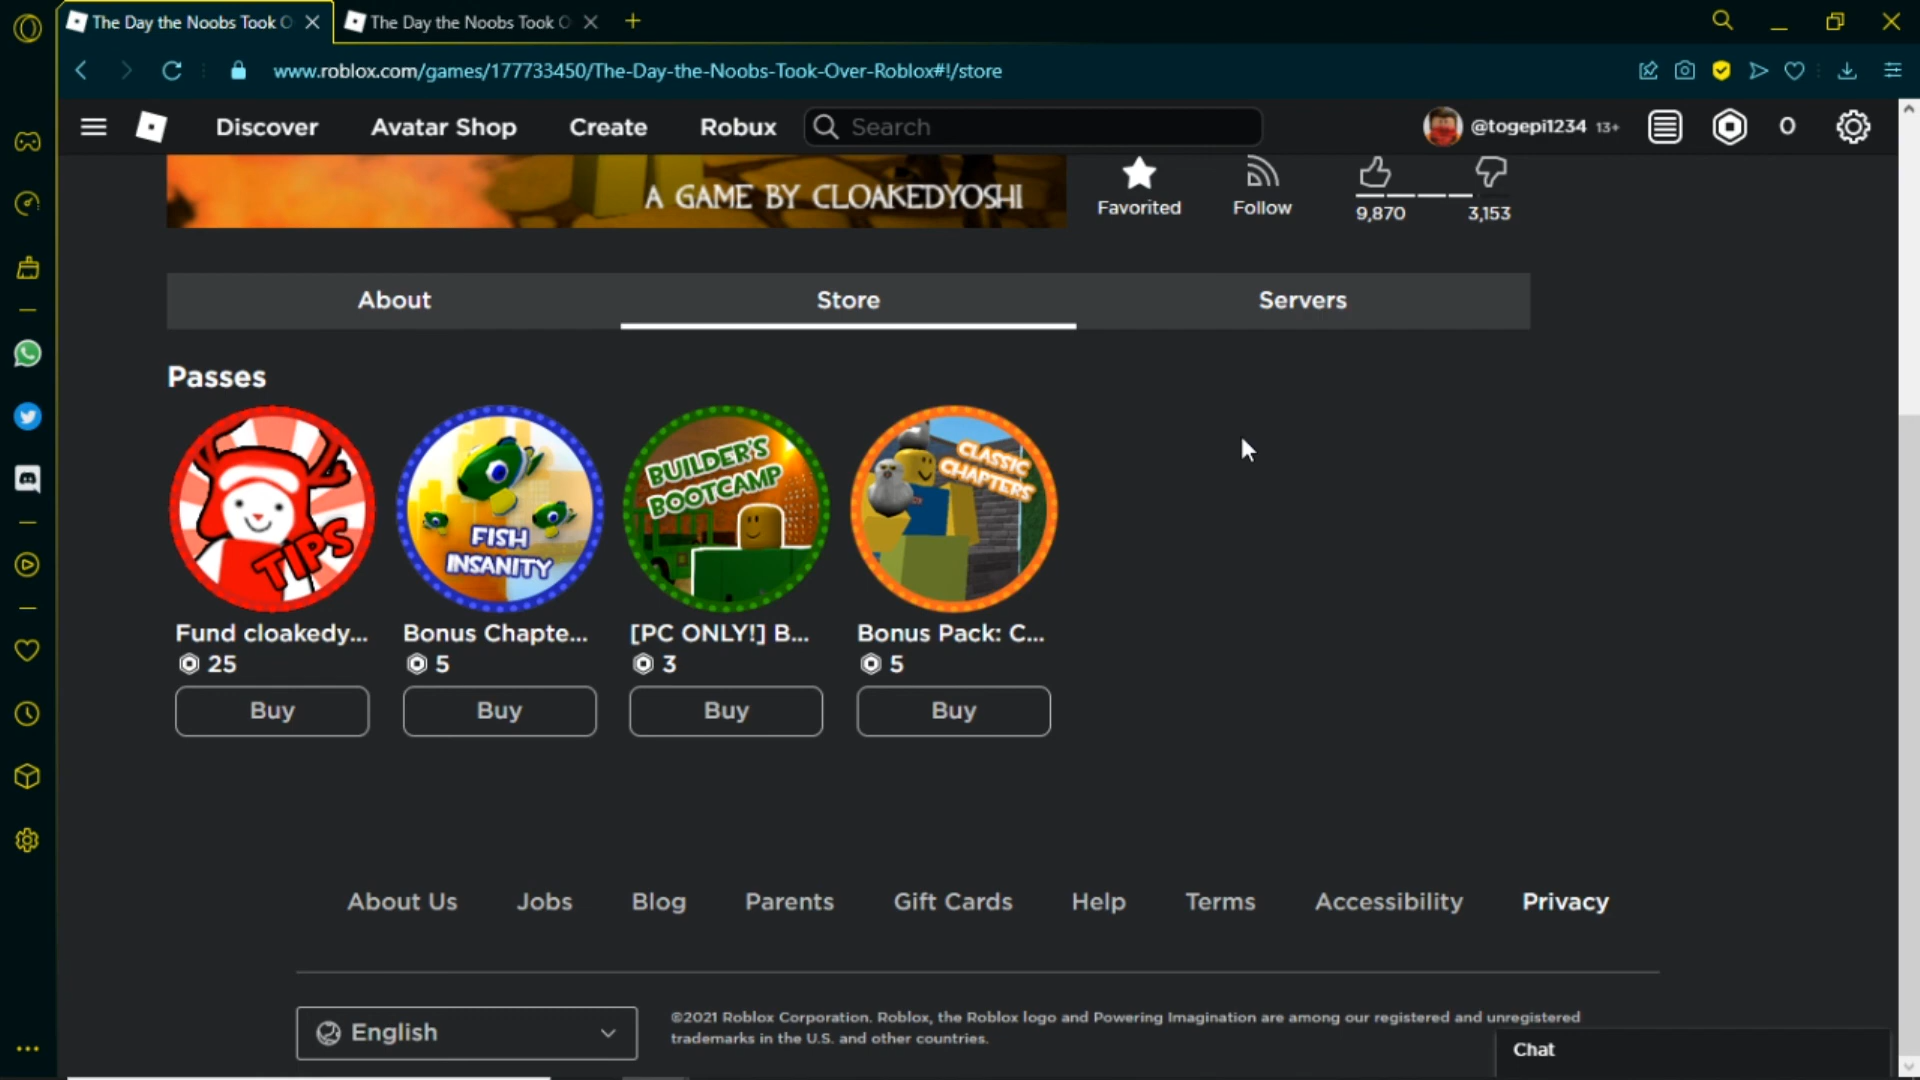 The Day the Noobs Took O
The Day the Noobs Took O
www.roblox.com/games/177733450/The-Day-the-Noobs-Took-Over-Roblox#!/store
Discover
Avatar Shop
Create
Robux
Search
@togepi1234 13+
0
A GAME BY CLOAKEDYOSHI
Favorited
Follow
9,870
3,153
About
Store
Servers
Passes
TIPS
FISH
INSANITY
BUILDER'S
BOOTCAMP
CLASSIC
CHAPTERS
Fund cloakedy...
Bonus Chapte...
[PC ONLY!] B...
Bonus Pack: C...
25
5
3
5
Buy
Buy
Buy
Buy
About Us
Jobs
Blog
Parents
Gift Cards
Help
Terms
Accessibility
Privacy
English
©2021 Roblox Corporation. Roblox, the Roblox logo and Powering Imagination are among our registered and unregistered
trademarks in the U.S. and other countries.
Chat